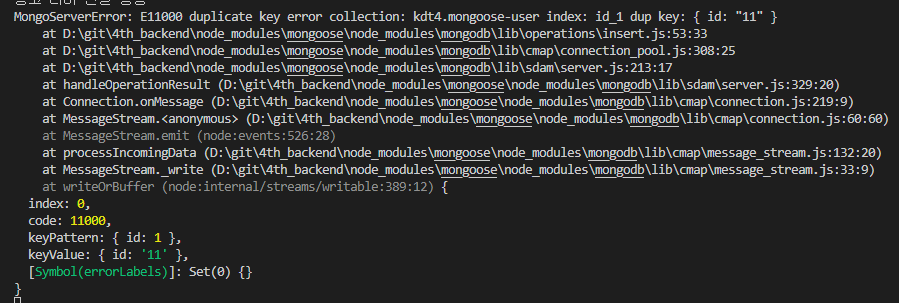 MongoServerError: E11000 duplicate key error collection: kdt4.mongoose-user index: id_1 dup key: { id: "11" }
    at D:\git\4th_backend\node_modules\mongoose\node_modules\mongodb\lib\operations\insert.js:53:33
    at D:\git\4th_backend\node_modules\mongoose\node_modules\mongodb\lib\cmap\connection_pool.js:308:25
    at D:\git\4th_backend\node_modules\mongoose\node_modules\mongodb\lib\sdam\server.js:213:17
    at handleOperationResult (D:\git\4th_backend\node_modules\mongoose\node_modules\mongodb\lib\sdam\server.js:329:20)
    at Connection.onMessage (D:\git\4th_backend\node_modules\mongoose\node_modules\mongodb\lib\cmap\connection.js:219:9)
    at MessageStream.<anonymous> (D:\git\4th_backend\node_modules\mongoose\node_modules\mongodb\lib\cmap\connection.js:60:60)
    at MessageStream.emit (node:events:526:28)
    at processIncomingData (D:\git\4th_backend\node_modules\mongoose\node_modules\mongodb\lib\cmap\message_stream.js:132:20)
    at MessageStream._write (D:\git\4th_backend\node_modules\mongoose\node_modules\mongodb\lib\cmap\message_stream.js:33:9)
    at writeOrBuffer (node:internal/streams/writable:389:12) {
  index: 0,
  code: 11000,
  keyPattern: { id: 1 },
  keyValue: { id: '11' },
  [Symbol(errorLabels)]: Set(0) {}
}